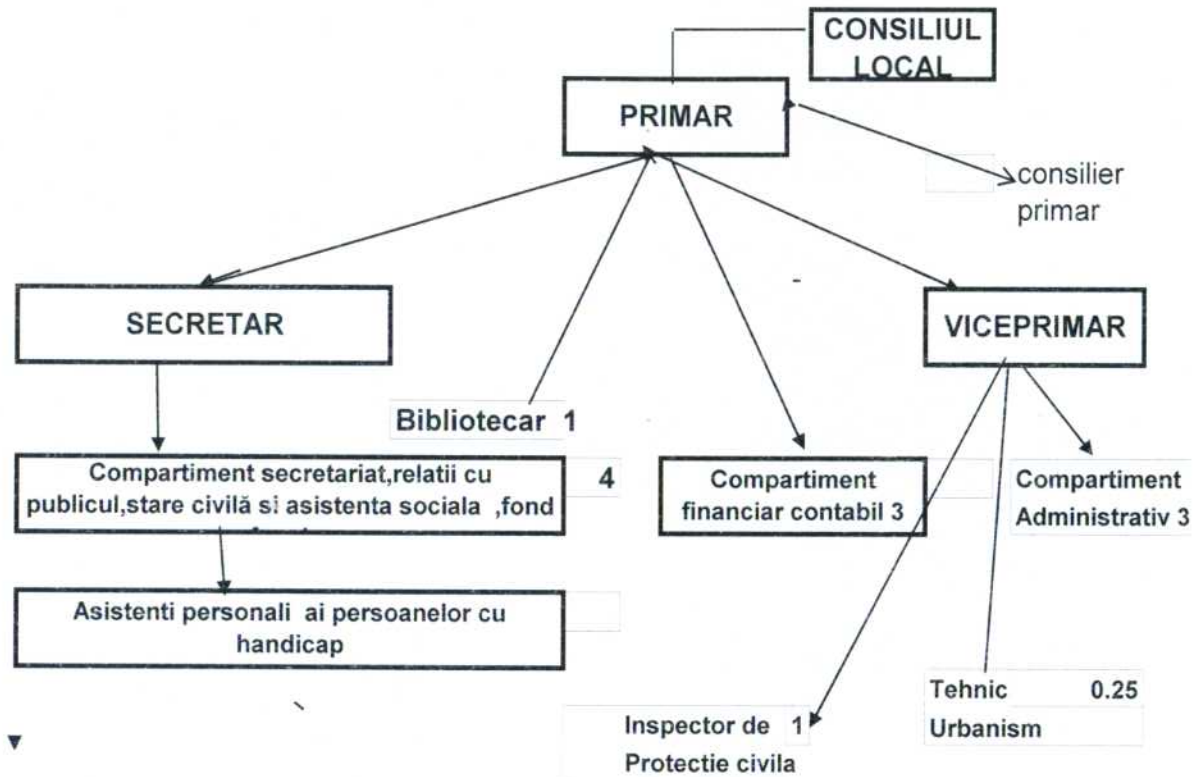 CONSILIUL
LOCAL
PRIMAR
consilier
primar
SECRETAR
VICEPRIMAR
Bibliotecar 1
Compartiment secretariat,relatii cu
publicul,stare civilă si asistenta sociala ,fond
4
Compartiment
financiar contabil 3
Compartiment
Administrativ 3
Asistenti personali ai persoanelor cu
handicap
Tehnic 0.25
Urbanism
Inspector de 1
Protectie civila